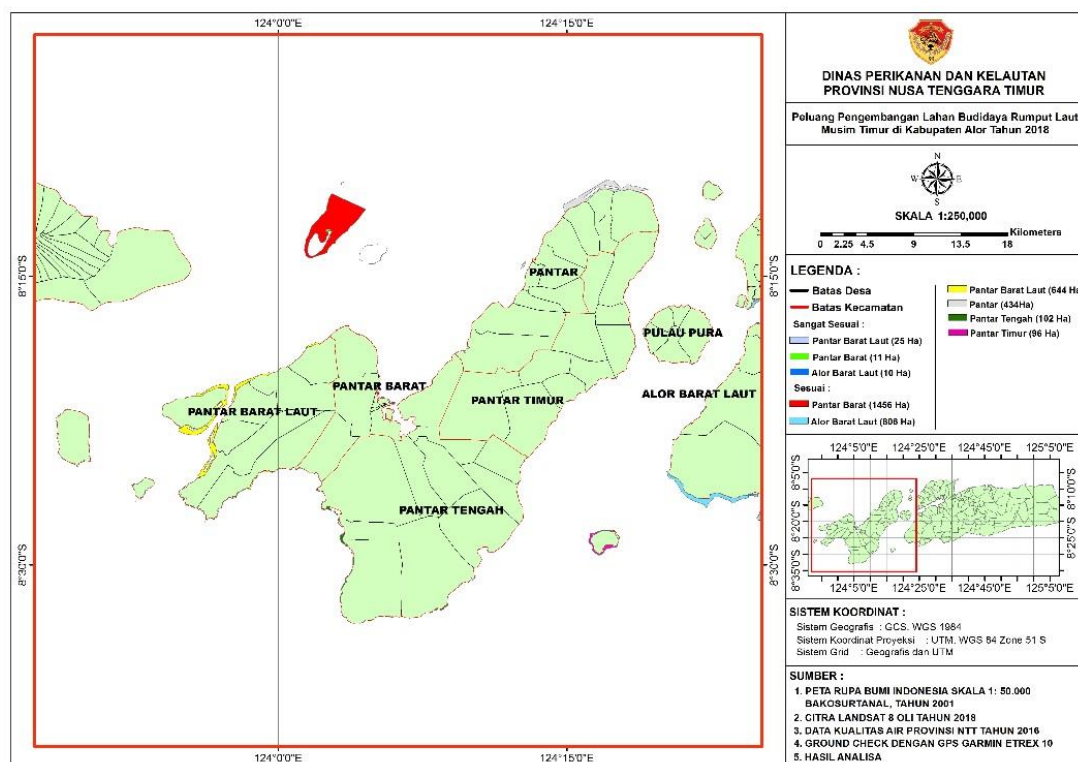 124°0'0"E
124°15'0"E
8°15'0"S
8°15'0"S
8°30'0"S
8°30'0"S
124°0'0"E
124°15'0"E
PANTAR
PULAU PURA
PANTAR BARAT
ALOR BARAT LAUT
PANTAR BARAT LAUT
PANTAR TIMUR
PANTAR TENGAH
DINAS PERIKANAN DAN KELAUTAN
PROVINSI NUSA TENGGARA TIMUR
Peluang Pengembangan Lahan Budidaya Rumput Laut
Musim Timur di Kabupaten Alor Tahun 2018
N
W E
S
SKALA 1:250,000
Kilometers
0 2.25 4.5 9 13.5 18
LEGENDA :
Batas Desa
Batas Kecamatan
Sangat Sesuai :
Pantar Barat Laut (25 Ha)
Pantar Barat (11 Ha)
Alor Barat Laut (10 Ha)
Sesuai :
Pantar Barat (1456 Ha)
Alor Barat Laut (808 Ha)
Pantar Barat Laut (644 Ha
Pantar (434Ha)
Pantar Tengah (102 Ha)
Pantar Timur (96 Ha)
124°5'0"E 124°25'0"E 124°45'0"E 125°5'0"E
8°5'0"S
8°20'0"S
8°35'0"S
8°10'0"S
8°25'0"S
124°5'0"E 124°25'0"E 124°45'0"E 125°5'0"E
SISTEM KOORDINAT :
Sistem Geografis : GCS. WGS 1984
Sistem Koordinat Proyeksi : UTM. WGS 84 Zone 51 S
Sistem Grid : Geografis dan UTM
SUMBER :
1. PETA RUPA BUMI INDONESIA SKALA 1: 50.000
BAKOSURTANAL, TAHUN 2001
2. CITRA LANDSAT 8 OLI TAHUN 2018
3. DATA KUALITAS AIR PROVINSI NTT TAHUN 2016
4. GROUND CHECK DENGAN GPS GARMIN ETREX 10
5. HASIL ANALISA